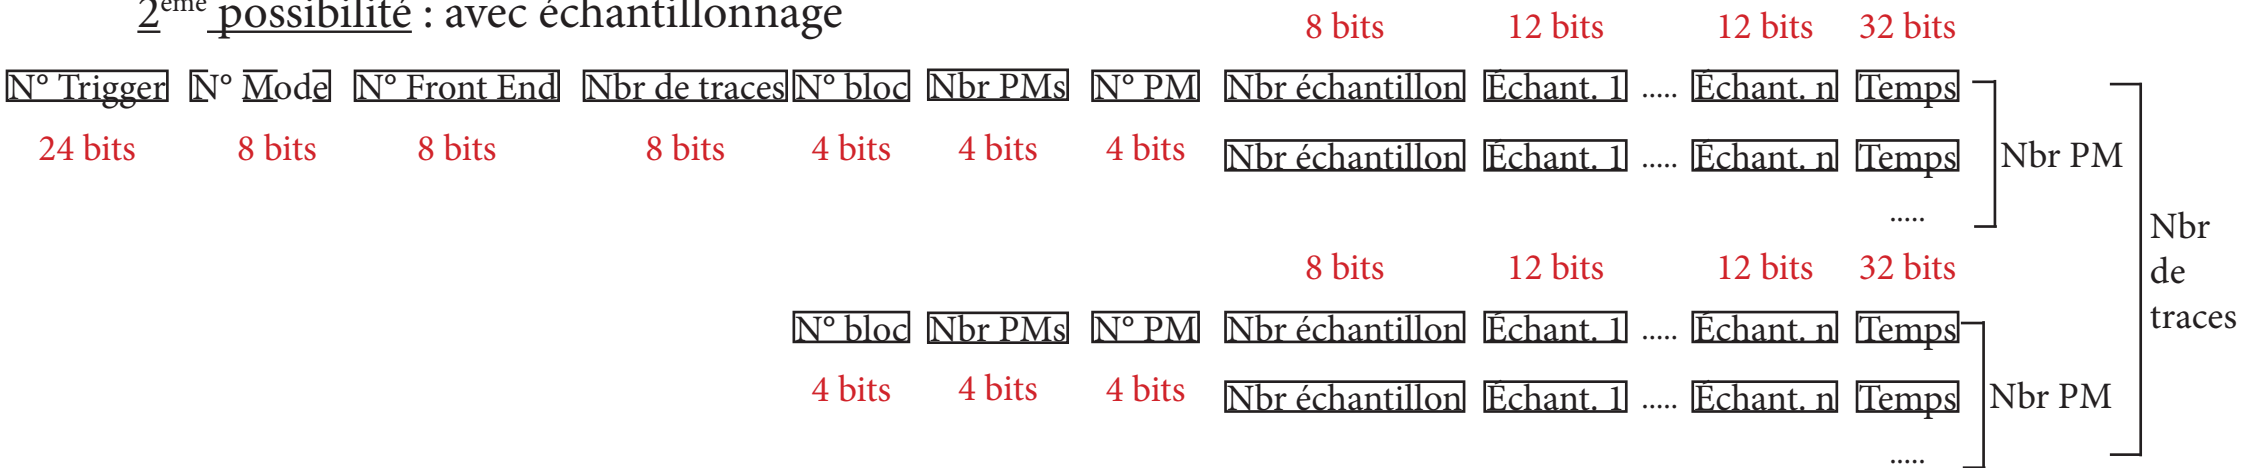 2ème possibilité : avec échantillonnage
8 bits 12 bits 12 bits 32 bits
N° Trigger N° Mode N° Front End Nbr de traces N° bloc Nbr PMs N° PM Nbr échantillon Échant. 1 ..... Échant. n Temps
24 bits 8 bits 8 bits 8 bits 4 bits 4 bits 4 bits Nbr échantillon Échant. 1 ..... Échant. n Temps Nbr PM
.....
Nbr
de
traces
8 bits 12 bits 12 bits 32 bits
N° bloc Nbr PMs N° PM Nbr échantillon Échant. 1 ..... Échant. n Temps
4 bits 4 bits 4 bits Nbr échantillon Échant. 1 ..... Échant. n Temps Nbr PM
.....